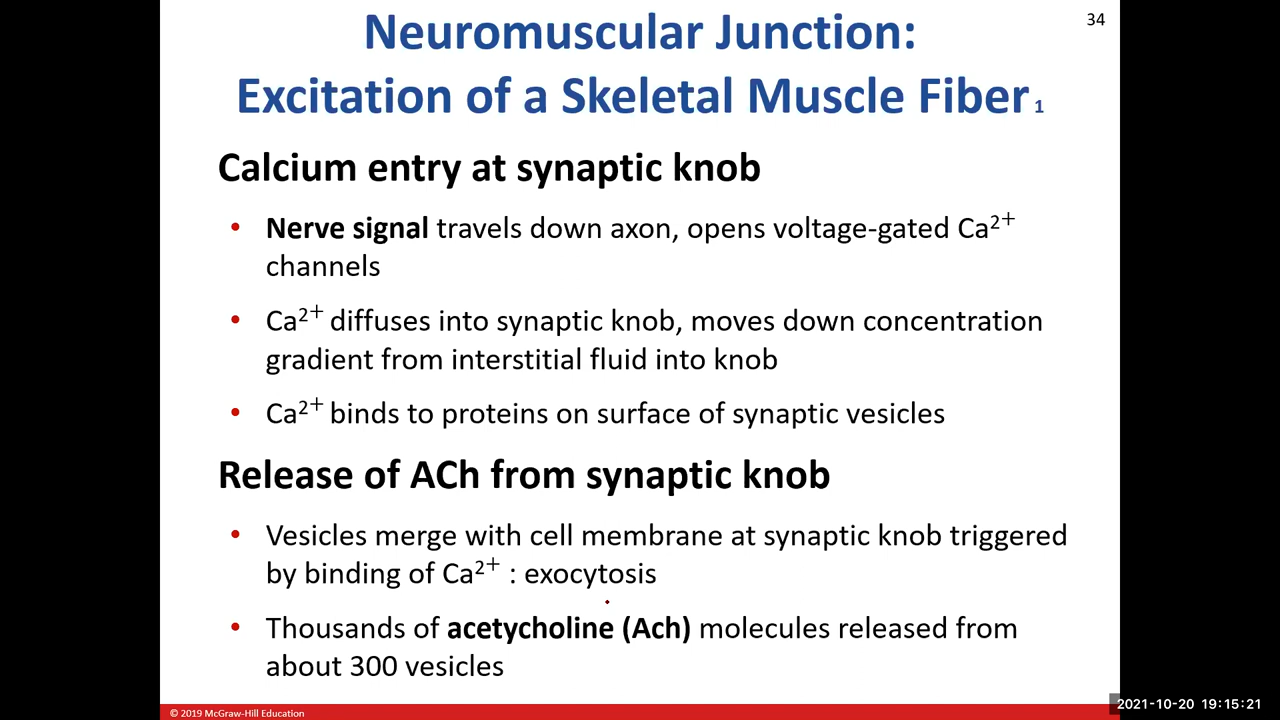 34
Neuromuscular Junction:
Excitation of a Skeletal Muscle Fiber 1
Calcium entry at synaptic knob
• Nerve signal travels down axon, opens voltage-gated Ca²⁺
channels
• Ca²⁺ diffuses into synaptic knob, moves down concentration
gradient from interstitial fluid into knob
• Ca²⁺ binds to proteins on surface of synaptic vesicles
Release of ACh from synaptic knob
• Vesicles merge with cell membrane at synaptic knob triggered
by binding of Ca²⁺ : exocytosis
• Thousands of acetycholine (Ach) molecules released from
about 300 vesicles
© 2019 McGraw-Hill Education
2021-10-20 19:15:21